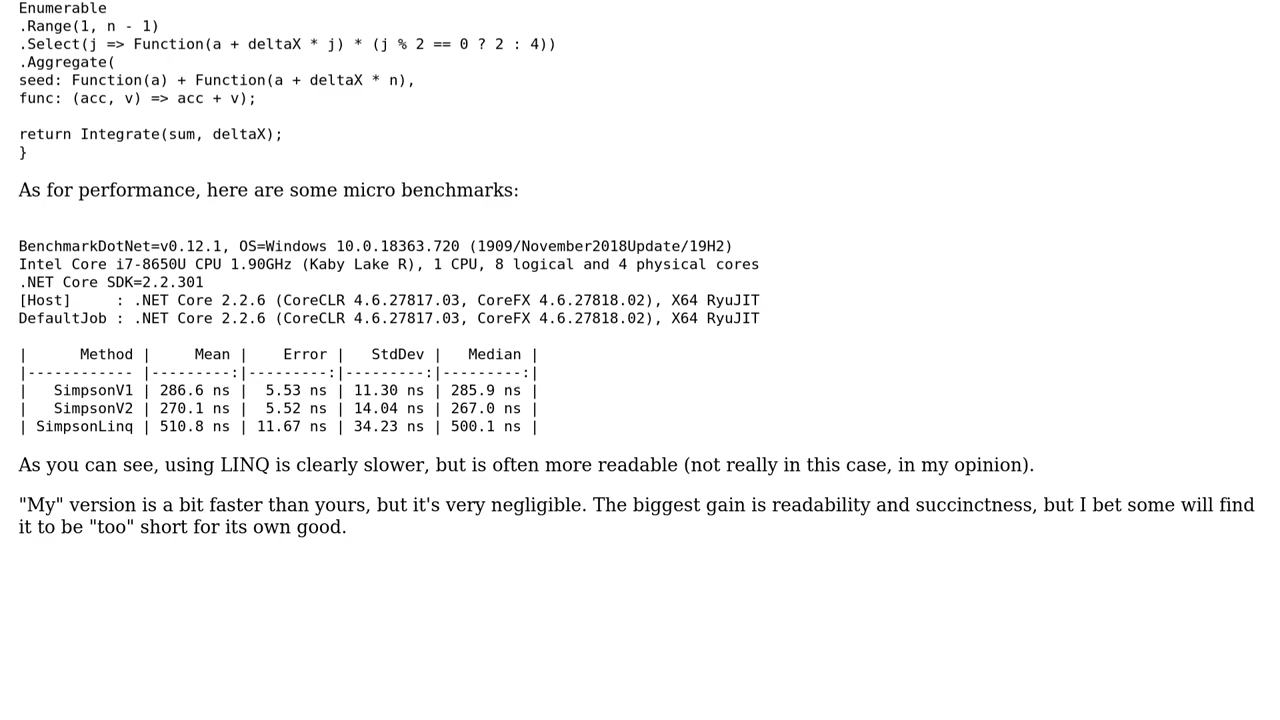 Enumerable
.Range(1, n - 1)
.Select(j => Function(a + deltaX * j) * (j % 2 == 0 ? 2 : 4))
.Aggregate(
seed: Function(a) + Function(a + deltaX * n),
func: (acc, v) => acc + v);

return Integrate(sum, deltaX);
}
As for performance, here are some micro benchmarks:

BenchmarkDotNet=v0.12.1, OS=Windows 10.0.18363.720 (1909/November2018Update/19H2)
Intel Core i7-8650U CPU 1.90GHz (Kaby Lake R), 1 CPU, 8 logical and 4 physical cores
.NET Core SDK=2.2.301
[Host]     : .NET Core 2.2.6 (CoreCLR 4.6.27817.03, CoreFX 4.6.27818.02), X64 RyuJIT
DefaultJob : .NET Core 2.2.6 (CoreCLR 4.6.27817.03, CoreFX 4.6.27818.02), X64 RyuJIT

|      Method |     Mean |    Error |   StdDev |   Median |
|------------ |---------:|---------:|---------:|---------:|
|   SimpsonV1 | 286.6 ns |  5.53 ns | 11.30 ns | 285.9 ns |
|   SimpsonV2 | 270.1 ns |  5.52 ns | 14.04 ns | 267.0 ns |
| SimpsonLinq | 510.8 ns | 11.67 ns | 34.23 ns | 500.1 ns |

As you can see, using LINQ is clearly slower, but is often more readable (not really in this case, in my opinion).
"My" version is a bit faster than yours, but it's very negligible. The biggest gain is readability and succinctness, but I bet some will find
it to be "too" short for its own good.